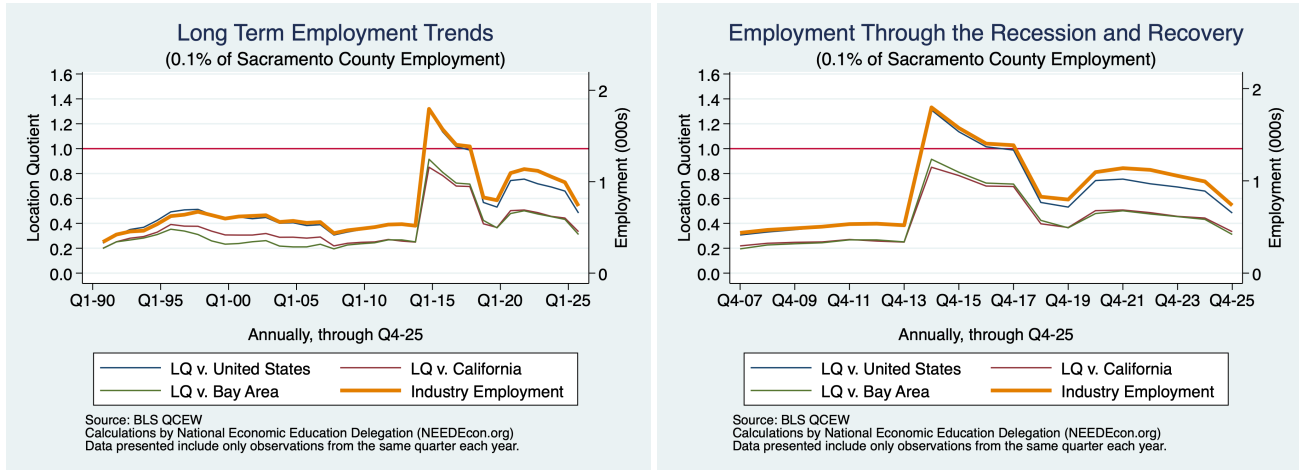 Long Term Employment Trends
(0.1% of Sacramento County Employment)
Location Quotient
1.6
1.4
1.2
1.0
0.8
0.6
0.4
0.2
0.0
2
1
0
Employment (000s)
Q1-90 Q1-95 Q1-00 Q1-05 Q1-10 Q1-15 Q1-20 Q1-25
Annually, through Q4-25
LQ v. United States LQ v. California
LQ v. Bay Area Industry Employment
Source: BLS QCEW
Calculations by National Economic Education Delegation (NEEDEcon.org)
Data presented include only observations from the same quarter each year.
Employment Through the Recession and Recovery
(0.1% of Sacramento County Employment)
Location Quotient
1.6
1.4
1.2
1.0
0.8
0.6
0.4
0.2
0.0
2
1
0
Employment (000s)
Q4-07 Q4-09 Q4-11 Q4-13 Q4-15 Q4-17 Q4-19 Q4-21 Q4-23 Q4-25
Annually, through Q4-25
LQ v. United States LQ v. California
LQ v. Bay Area Industry Employment
Source: BLS QCEW
Calculations by National Economic Education Delegation (NEEDEcon.org)
Data presented include only observations from the same quarter each year.